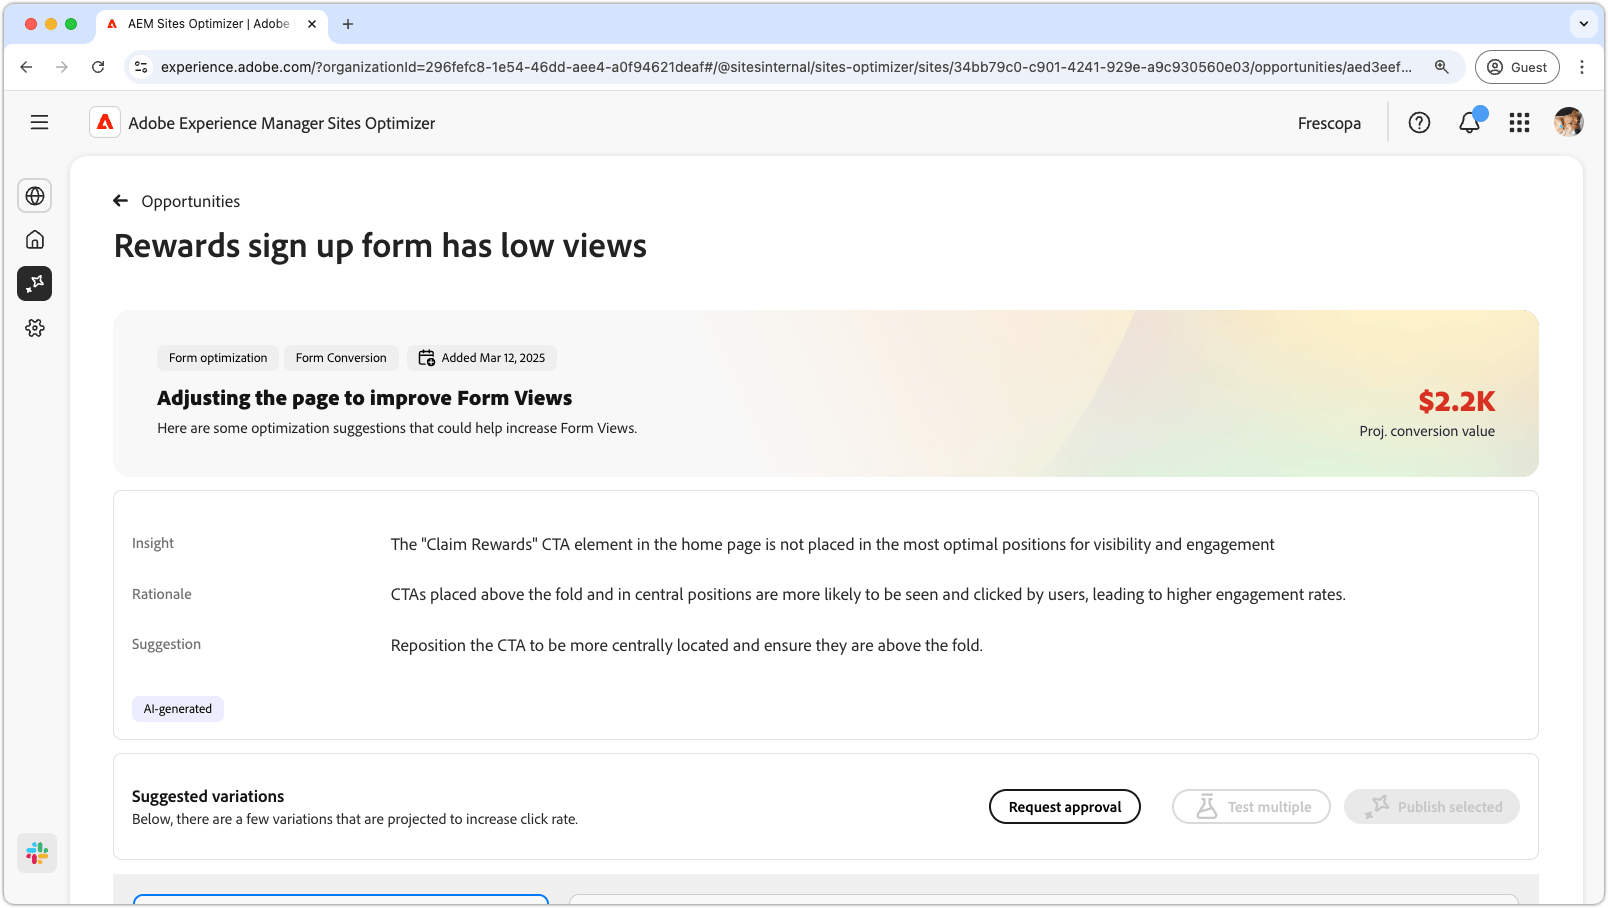 AEM Sites Optimizer | Adobe
experience.adobe.com/?organizationId=296fefc8-1e54-46dd-aee4-a0f94621deaf#/@sitesinternal/sites-optimizer/sites/34bb79c0-c901-4241-929e-a9c930560e03/opportunities/aed3eef...
Guest
Adobe Experience Manager Sites Optimizer
Frescopa
Opportunities
Rewards sign up form has low views
Form optimization
Form Conversion
Added Mar 12, 2025
Adjusting the page to improve Form Views
Here are some optimization suggestions that could help increase Form Views.
$2.2K
Proj. conversion value
Insight
The "Claim Rewards" CTA element in the home page is not placed in the most optimal positions for visibility and engagement
Rationale
CTAs placed above the fold and in central positions are more likely to be seen and clicked by users, leading to higher engagement rates.
Suggestion
Reposition the CTA to be more centrally located and ensure they are above the fold.
AI-generated
Suggested variations
Below, there are a few variations that are projected to increase click rate.
Request approval
Test multiple
Publish selected